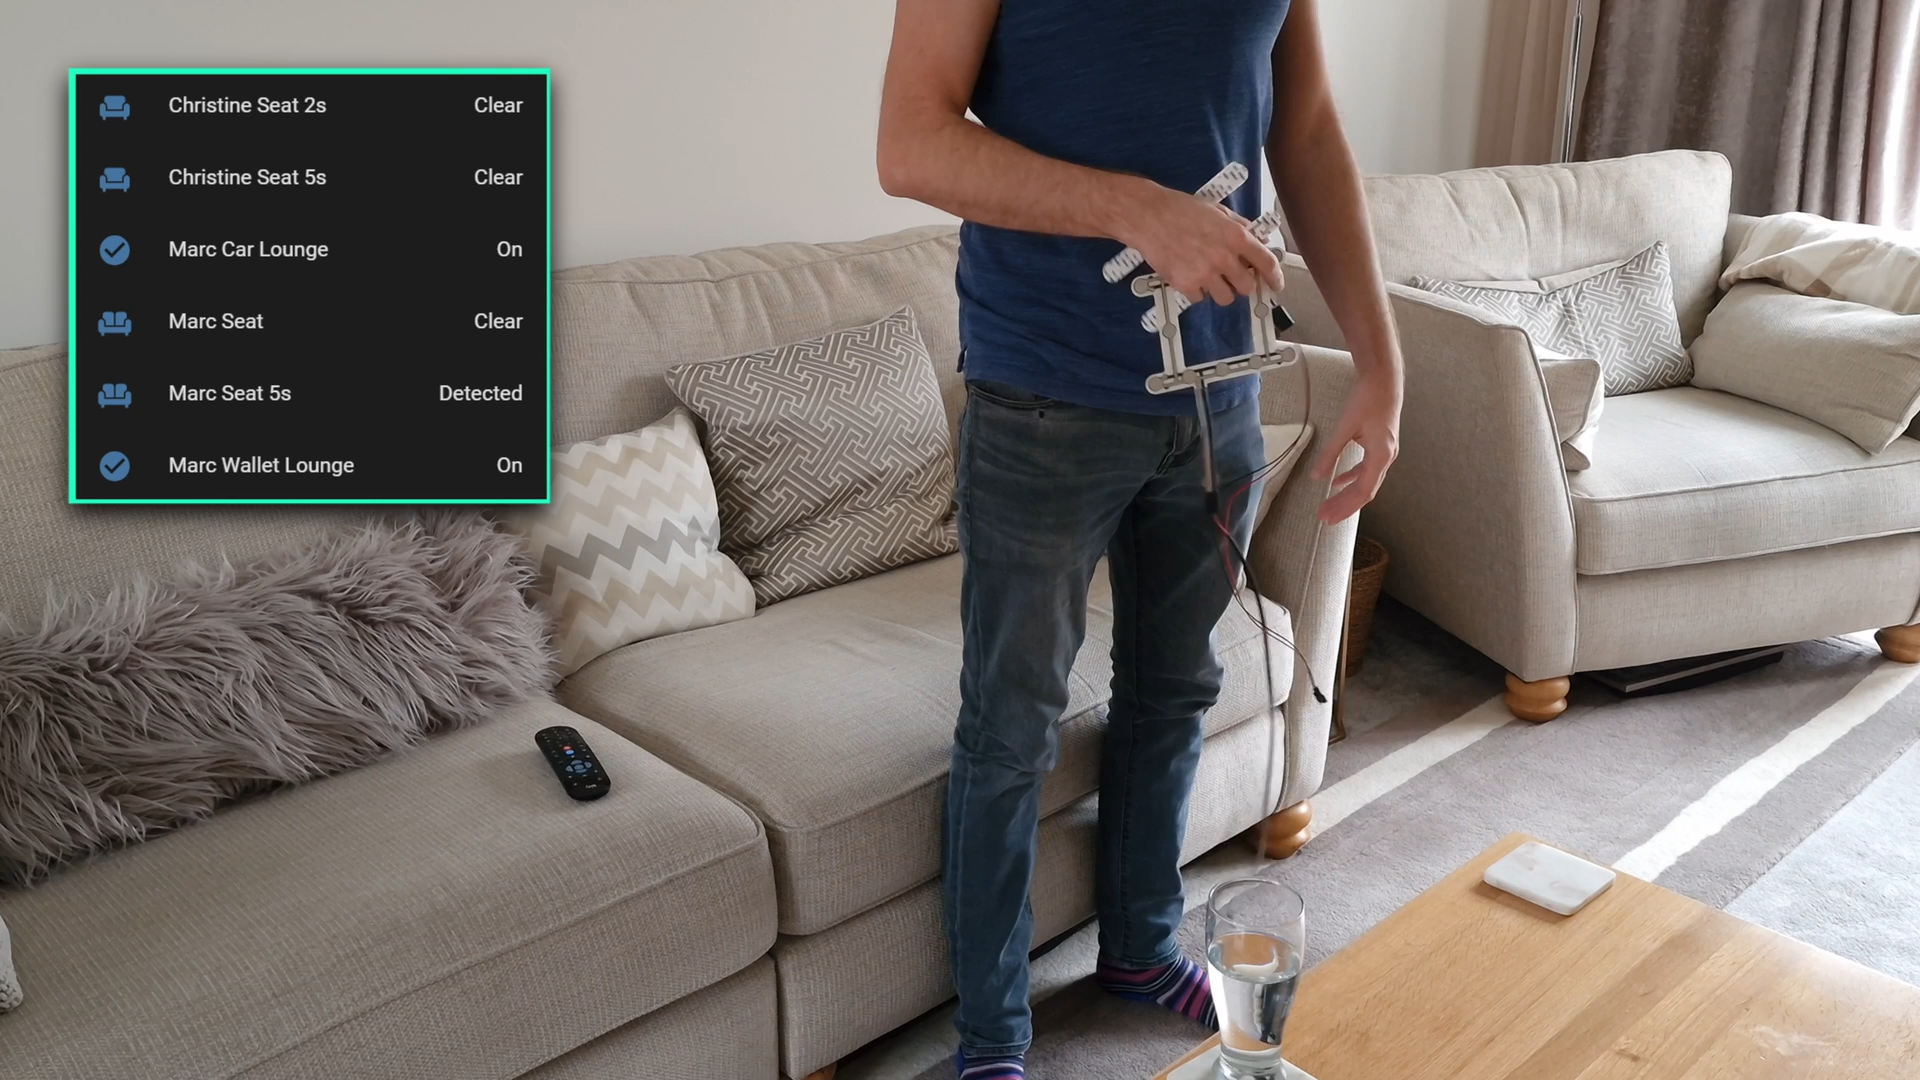 Christine Seat 2s Clear
Christine Seat 5s Clear
Marc Car Lounge On
Marc Seat Clear
Marc Seat 5s Detected
Marc Wallet Lounge On